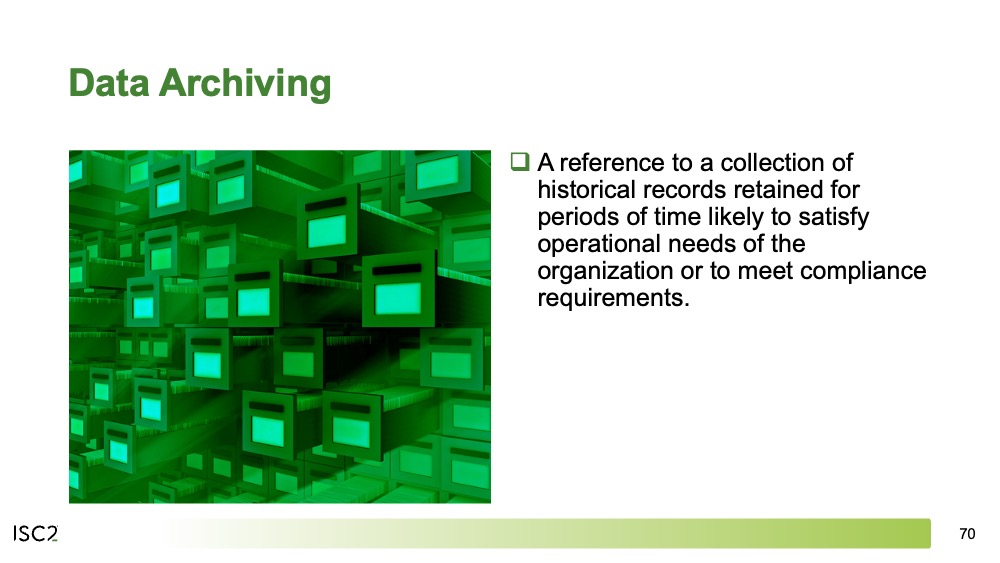 Data Archiving
❑ A reference to a collection of
historical records retained for
periods of time likely to satisfy
operational needs of the
organization or to meet compliance
requirements.
ISC2
70